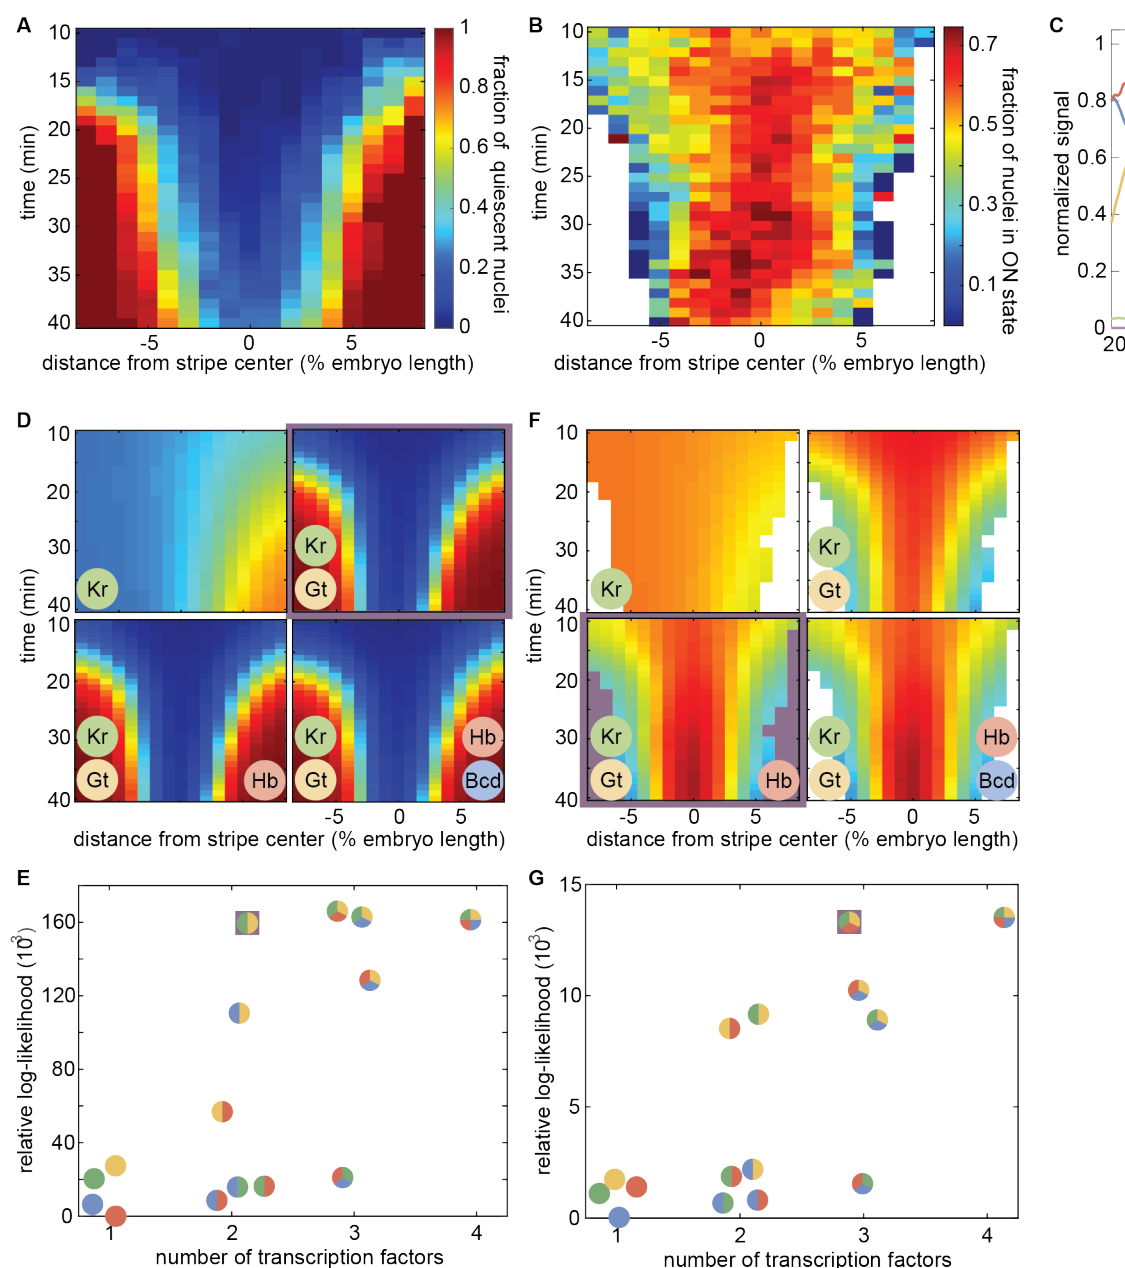 A
10
15
20
25
30
35
40
time (min)
-5
0
5
distance from stripe center (% embryo length)
1
0.8
0.6
0.4
0.2
0
fraction of quiescent nuclei
B
10
15
20
25
30
35
40
time (min)
-5
0
5
distance from stripe center (% embryo length)
0.7
0.5
0.3
0.1
fraction of nuclei in ON state
C
1
0.8
0.6
0.4
0.2
0
20
normalized signal
D
10
20
30
40
time (min)
Kr
Kr
Gt
10
20
30
40
time (min)
Kr
Gt
Hb
Kr
Gt
Hb
Bcd
-5
0
5
distance from stripe center (% embryo length)
F
10
20
30
40
time (min)
Kr
Kr
Gt
10
20
30
40
time (min)
Kr
Gt
Hb
Kr
Gt
Hb
Bcd
-5
0
5
-5
0
5
distance from stripe center (% embryo length)
E
160
120
80
40
0
relative log-likelihood (10³)
1
2
3
4
number of transcription factors
G
15
10
5
0
relative log-likelihood (10³)
1
2
3
4
number of transcription factors